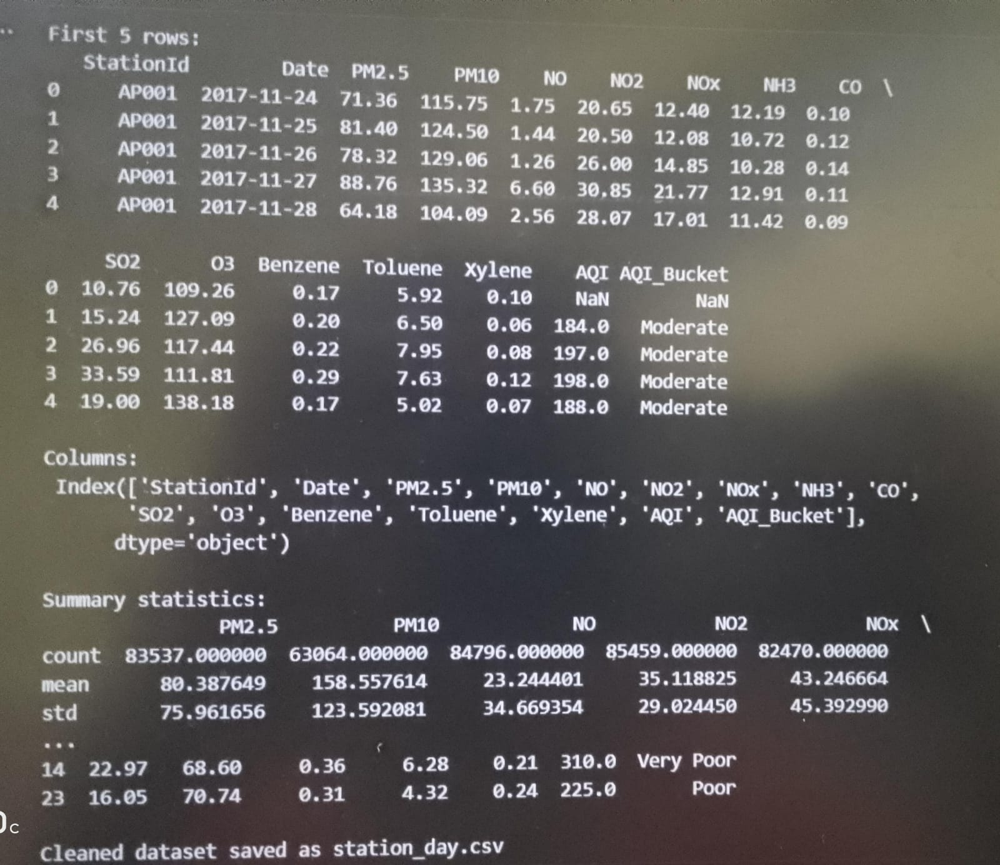 First 5 rows:
StationId Date PM2.5 PM10 NO NO2 NOx NH3 CO \
0 AP001 2017-11-24 71.36 115.75 1.75 20.65 12.40 12.19 0.10
1 AP001 2017-11-25 81.40 124.50 1.44 20.50 12.08 10.72 0.12
2 AP001 2017-11-26 78.32 129.06 1.26 26.00 14.85 10.28 0.14
3 AP001 2017-11-27 88.76 135.32 6.60 30.85 21.77 12.91 0.11
4 AP001 2017-11-28 64.18 104.09 2.56 28.07 17.01 11.42 0.09
SO2 O3 Benzene Toluene Xylene AQI AQI_Bucket
0 10.76 109.26 0.17 5.92 0.10 NaN NaN
1 15.24 127.09 0.20 6.50 0.06 184.0 Moderate
2 26.96 117.44 0.22 7.95 0.08 197.0 Moderate
3 33.59 111.81 0.29 7.63 0.12 198.0 Moderate
4 19.00 138.18 0.17 5.02 0.07 188.0 Moderate
Columns:
Index(['StationId', 'Date', 'PM2.5', 'PM10', 'NO', 'NO2', 'NOx', 'NH3', 'CO',
'SO2', 'O3', 'Benzene', 'Toluene', 'Xylene', 'AQI', 'AQI_Bucket'],
dtype='object')
Summary statistics:
PM2.5 PM10 NO NO2 NOx \
count 83537.000000 63064.000000 84796.000000 85459.000000 82470.000000
mean 80.387649 158.557614 23.244401 35.118825 43.246664
std 75.961656 123.592081 34.669354 29.024450 45.392990
...
14 22.97 68.60 0.36 6.28 0.21 310.0 Very Poor
23 16.05 70.74 0.31 4.32 0.24 225.0 Poor
Cleaned dataset saved as station_day.csv